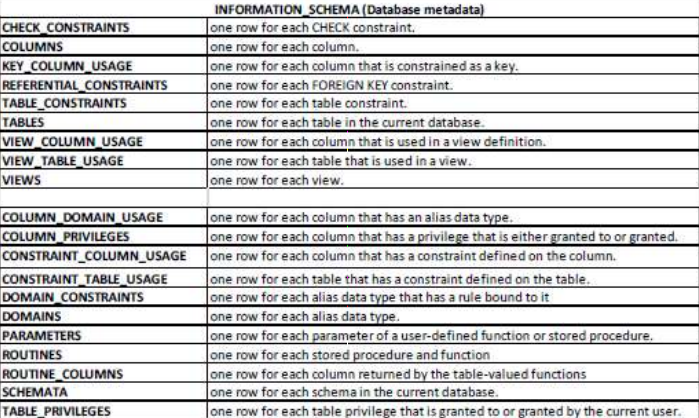 INFORMATION_SCHEMA (Database metadata)
CHECK_CONSTRAINTS one row for each CHECK constraint.
COLUMNS one row for each column.
KEY_COLUMN_USAGE one row for each column that is constrained as a key.
REFERENTIAL_CONSTRAINTS one row for each FOREIGN KEY constraint.
TABLE_CONSTRAINTS one row for each table constraint.
TABLES one row for each table in the current database.
VIEW_COLUMN_USAGE one row for each column that is used in a view definition.
VIEW_TABLE_USAGE one row for each table that is used in a view.
VIEWS one row for each view.
COLUMN_DOMAIN_USAGE one row for each column that has an alias data type.
COLUMN_PRIVILEGES one row for each column that has a privilege that is either granted to or granted.
CONSTRAINT_COLUMN_USAGE one row for each column that has a constraint defined on the column.
CONSTRAINT_TABLE_USAGE one row for each table that has a constraint defined on the table.
DOMAIN_CONSTRAINTS one row for each alias data type that has a rule bound to it
DOMAINS one row for each alias data type.
PARAMETERS one row for each parameter of a user-defined function or stored procedure.
ROUTINES one row for each stored procedure and function
ROUTINE_COLUMNS one row for each column returned by the table-valued functions
SCHEMATA one row for each schema in the current database.
TABLE_PRIVILEGES one row for each table privilege that is granted to or granted by the current user.